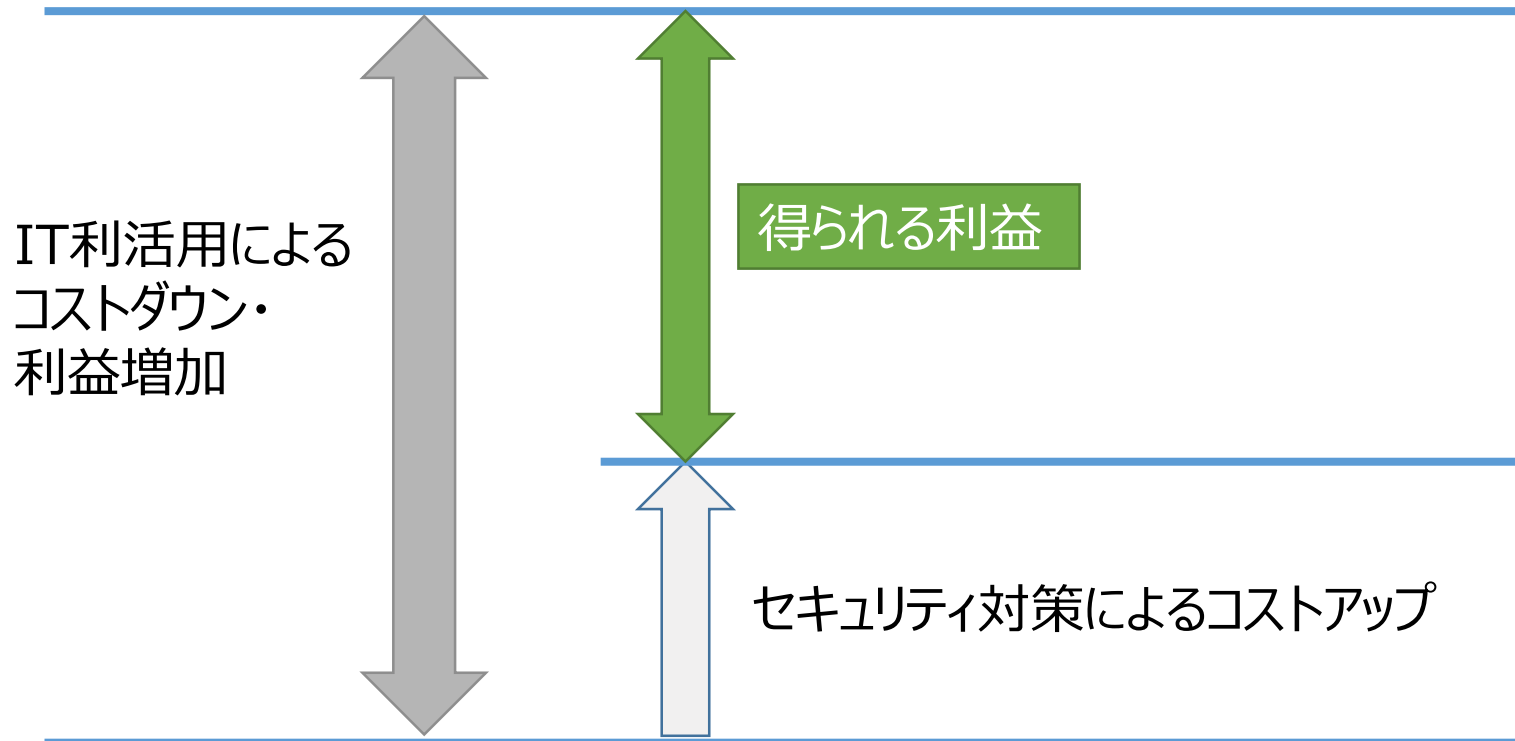 IT利活用による
コストダウン・
利益増加
得られる利益
セキュリティ対策によるコストアップ